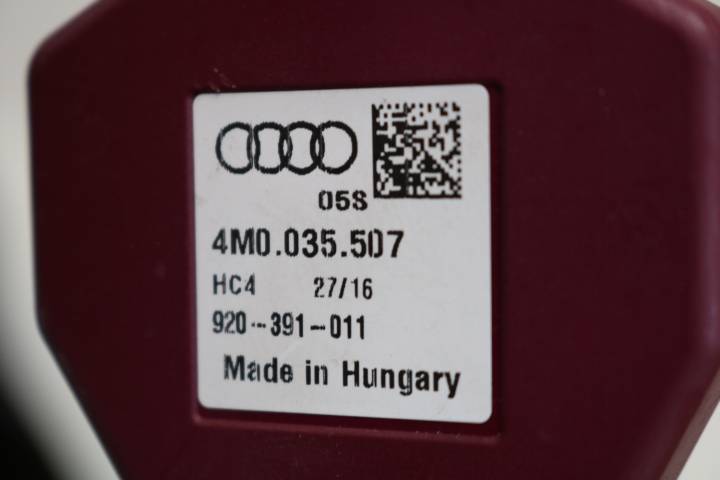 05S
4M0.035.507
HC4 27/16
920-391-011
Made in Hungary